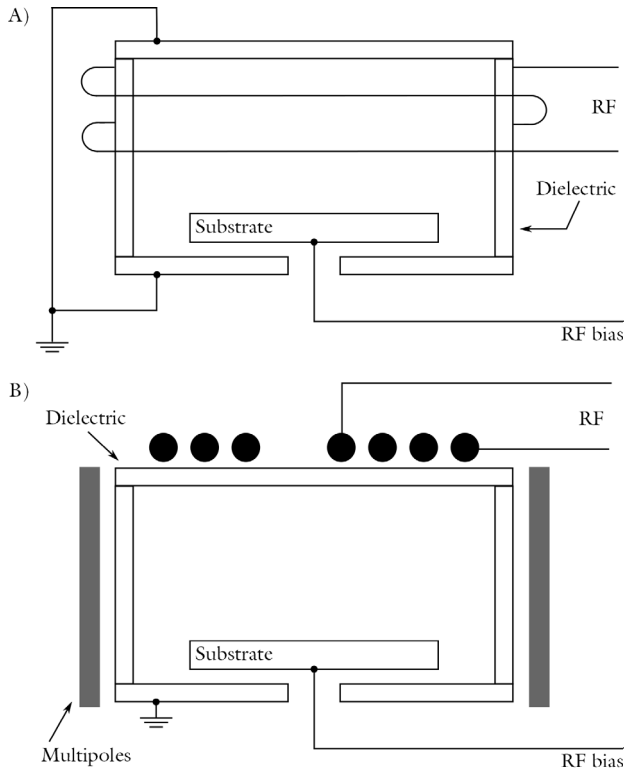 A)
RF
Dielectric
Substrate
RF bias
B)
Dielectric
RF
Substrate
Multipoles
RF bias